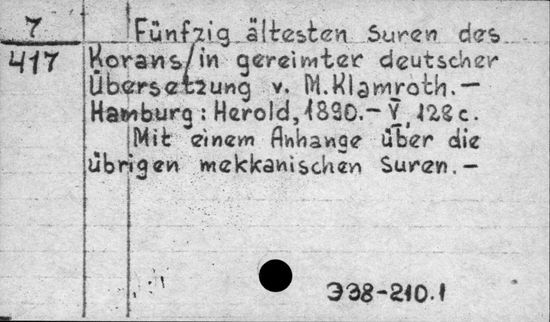 7
417
Fünfzig ältesten Suren des
Korans/in gereimter deutscher
Übersetzung v. M. Klamroth.—
Hamburg: Herold, 1890.— V, 128 c.
Mit einem Anhange über die
übrigen mekkanischen Suren.—
Э38-210.1